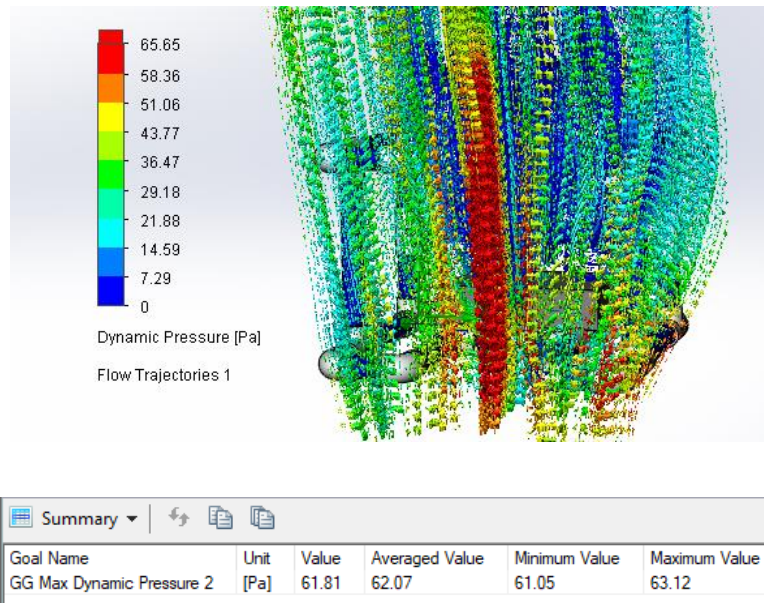 65.65
58.36
51.06
43.77
36.47
29.18
21.88
14.59
7.29
0
Dynamic Pressure [Pa]
Flow Trajectories 1
Summary
Goal Name Unit Value Averaged Value Minimum Value Maximum Value
GG Max Dynamic Pressure 2 [Pa] 61.81 62.07 61.05 63.12